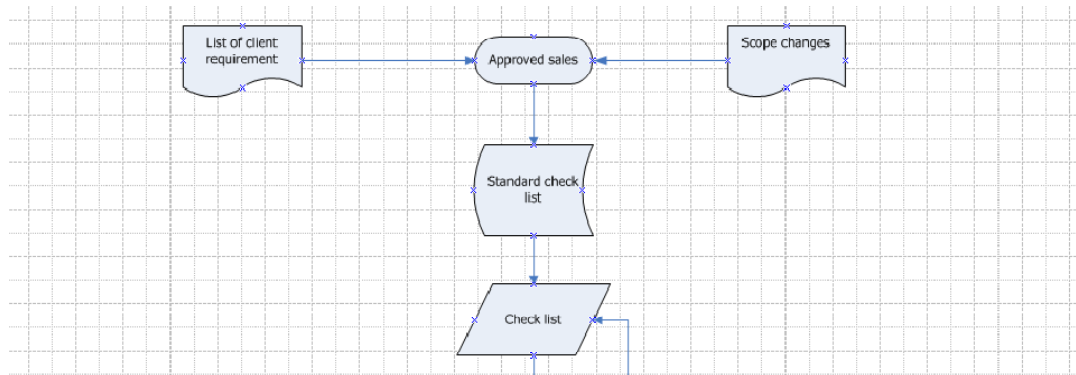 List of client
requirement
Approved sales
Scope changes
Standard check
list
Check list